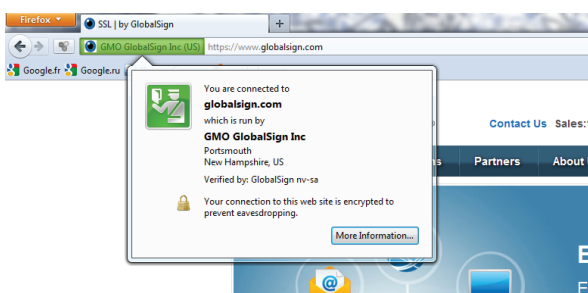 Firefox
SSL | by GlobalSign
+
GMO GlobalSign Inc (US) https://www.globalsign.com
Google.fr Google.ru
You are connected to
globalsign.com
which is run by
GMO GlobalSign Inc
Portsmouth
New Hampshire, US
Verified by: GlobalSign nv-sa
Your connection to this web site is encrypted to
prevent eavesdropping.
More Information...
Contact Us Sales:
Partners About